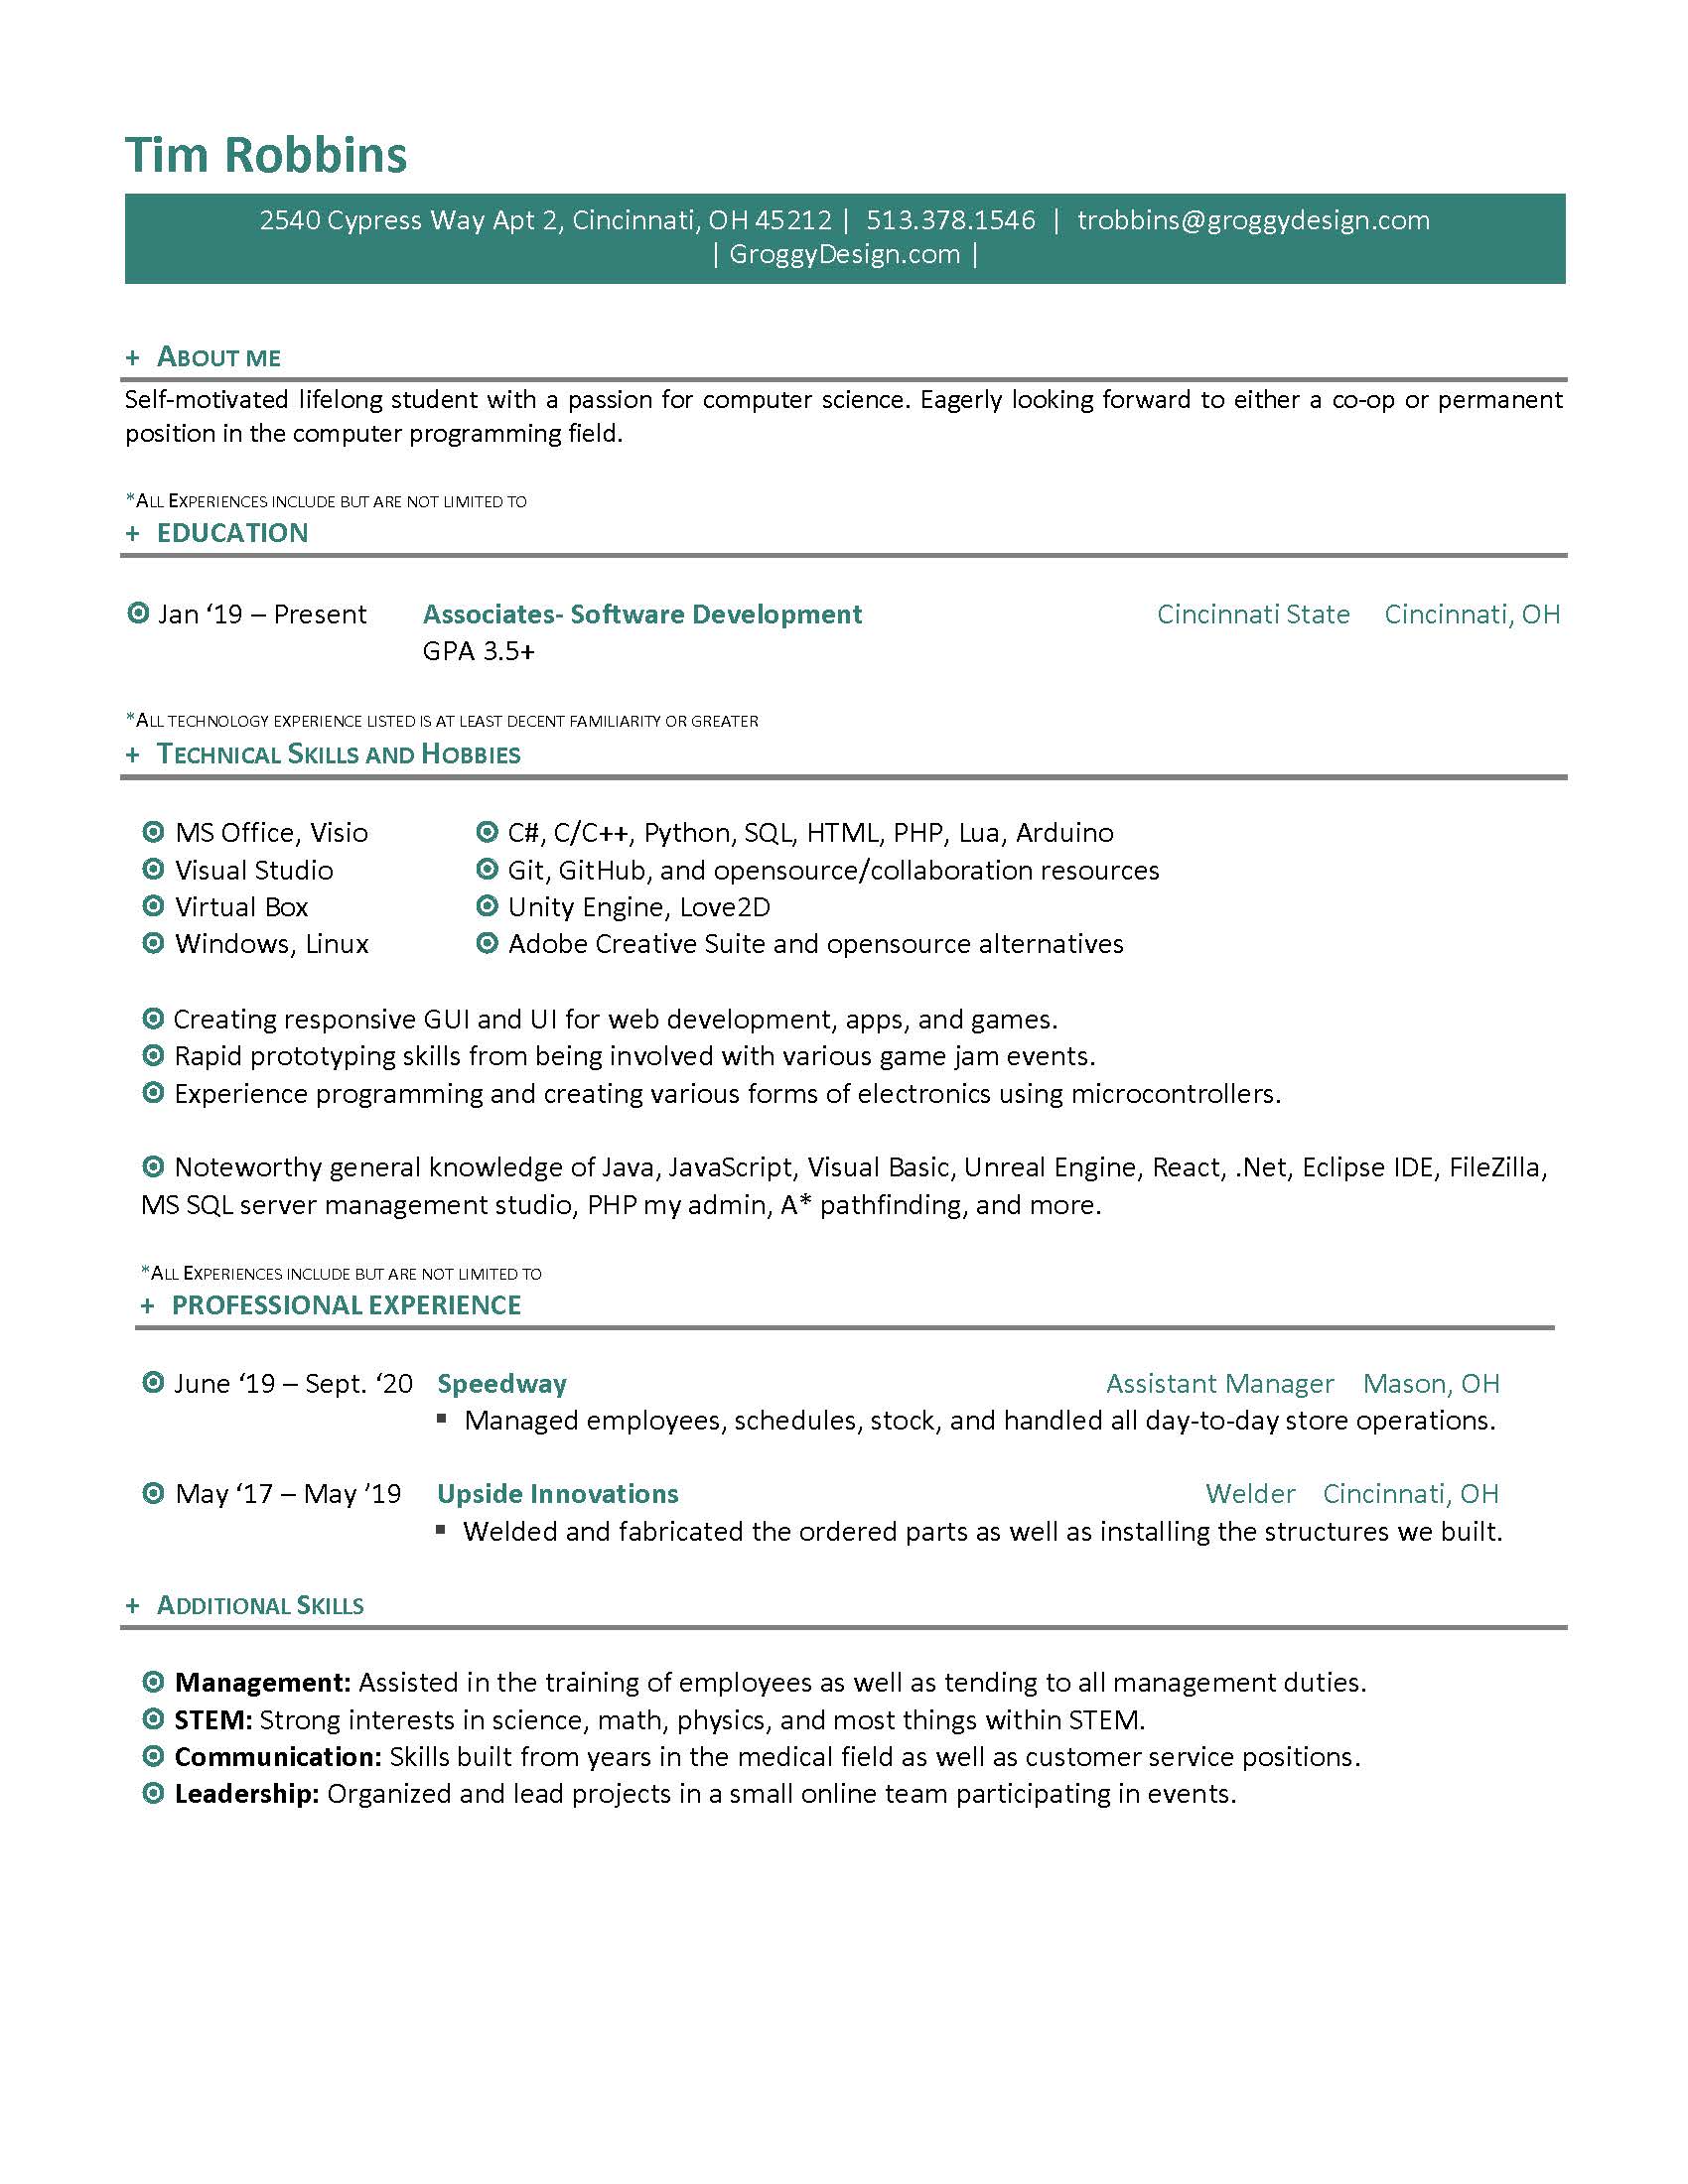 Tim Robbins
2540 Cypress Way Apt 2, Cincinnati, OH 45212 | 513.378.1546 | trobbins@groggydesign.com
| GroggyDesign.com |
+ About me
Self-motivated lifelong student with a passion for computer science. Eagerly looking forward to either a co-op or permanent
position in the computer programming field.
*All Experiences include but are not limited to
+ EDUCATION
Jan ‘19 – Present Associates- Software Development Cincinnati State Cincinnati, OH
GPA 3.5+
*All technology experience listed is at least decent familiarity or greater
+ Technical Skills and Hobbies
MS Office, Visio C#, C/C++, Python, SQL, HTML, PHP, Lua, Arduino
Visual Studio Git, GitHub, and opensource/collaboration resources
Virtual Box Unity Engine, Love2D
Windows, Linux Adobe Creative Suite and opensource alternatives
Creating responsive GUI and UI for web development, apps, and games.
Rapid prototyping skills from being involved with various game jam events.
Experience programming and creating various forms of electronics using microcontrollers.
Noteworthy general knowledge of Java, JavaScript, Visual Basic, Unreal Engine, React, .Net, Eclipse IDE, FileZilla,
MS SQL server management studio, PHP my admin, A* pathfinding, and more.
*All Experiences include but are not limited to
+ PROFESSIONAL EXPERIENCE
June ‘19 – Sept. ‘20 Speedway Assistant Manager Mason, OH
▪ Managed employees, schedules, stock, and handled all day-to-day store operations.
May ‘17 – May ’19 Upside Innovations Welder Cincinnati, OH
▪ Welded and fabricated the ordered parts as well as installing the structures we built.
+ Additional Skills
Management: Assisted in the training of employees as well as tending to all management duties.
STEM: Strong interests in science, math, physics, and most things within STEM.
Communication: Skills built from years in the medical field as well as customer service positions.
Leadership: Organized and lead projects in a small online team participating in events.